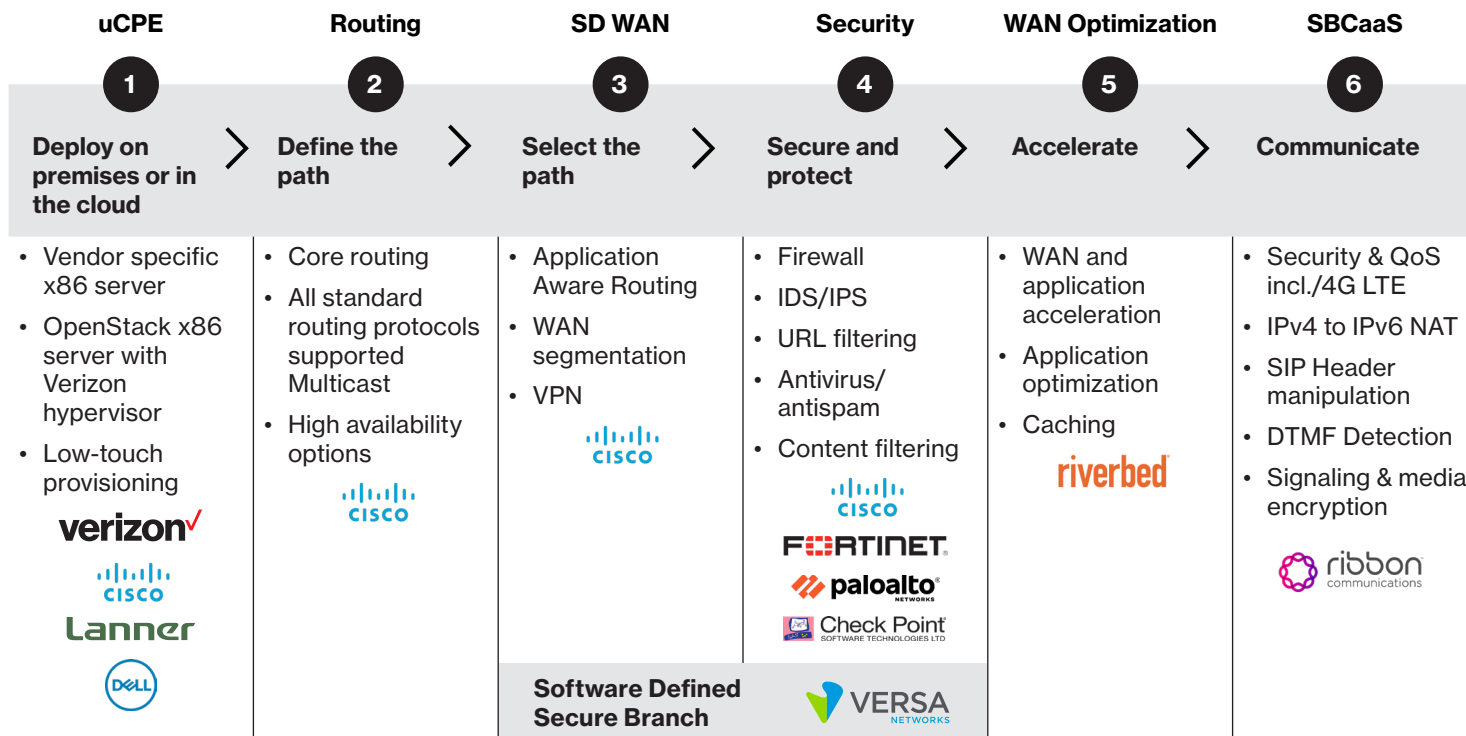 uCPE
Routing
SD WAN
Security
WAN Optimization
SBCaaS
1
2
3
4
5
6
Deploy on
premises or in
the cloud
Define the
path
Select the
path
Secure and
protect
Accelerate
Communicate
• Vendor specific
x86 server
• OpenStack x86
server with
Verizon
hypervisor
• Low-touch
provisioning
verizon
CISCO
Lanner
DELL
• Core routing
• All standard
routing protocols
supported
Multicast
• High availability
options
CISCO
• Application
Aware Routing
• WAN
segmentation
• VPN
CISCO
• Firewall
• IDS/IPS
• URL filtering
• Antivirus/
antispam
• Content filtering
CISCO
FORTINET®
paloalto®
NETWORKS
Check Point
SOFTWARE TECHNOLOGIES LTD
Software Defined
Secure Branch
VERSA
NETWORKS
• WAN and
application
acceleration
• Application
optimization
• Caching
riverbed
• Security & QoS
incl./4G LTE
• IPv4 to IPv6 NAT
• SIP Header
manipulation
• DTMF Detection
• Signaling & media
encryption
ribbon
communications